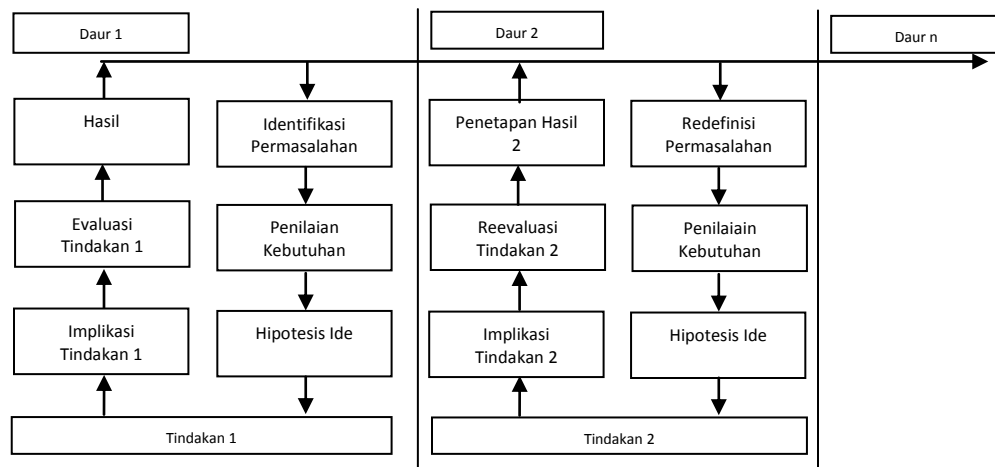 Daur 1
Daur 2
Daur n
Hasil
Identifikasi
Permasalahan
Penetapan Hasil
2
Redefinisi
Permasalahan
Evaluasi
Tindakan 1
Penilaian
Kebutuhan
Reevaluasi
Tindakan 2
Penilaiain
Kebutuhan
Implikasi
Tindakan 1
Hipotesis Ide
Implikasi
Tindakan 2
Hipotesis Ide
Tindakan 1
Tindakan 2